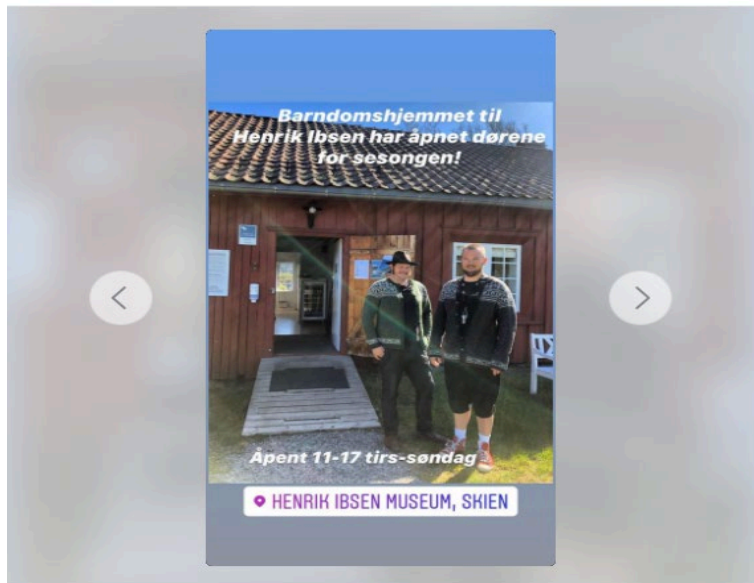 Barndomshjemmet til
Henrik Ibsen har åpnet dørene
for sesongen!
Åpent 11-17 tirs-søndag
HENRIK IBSEN MUSEUM, SKIEN